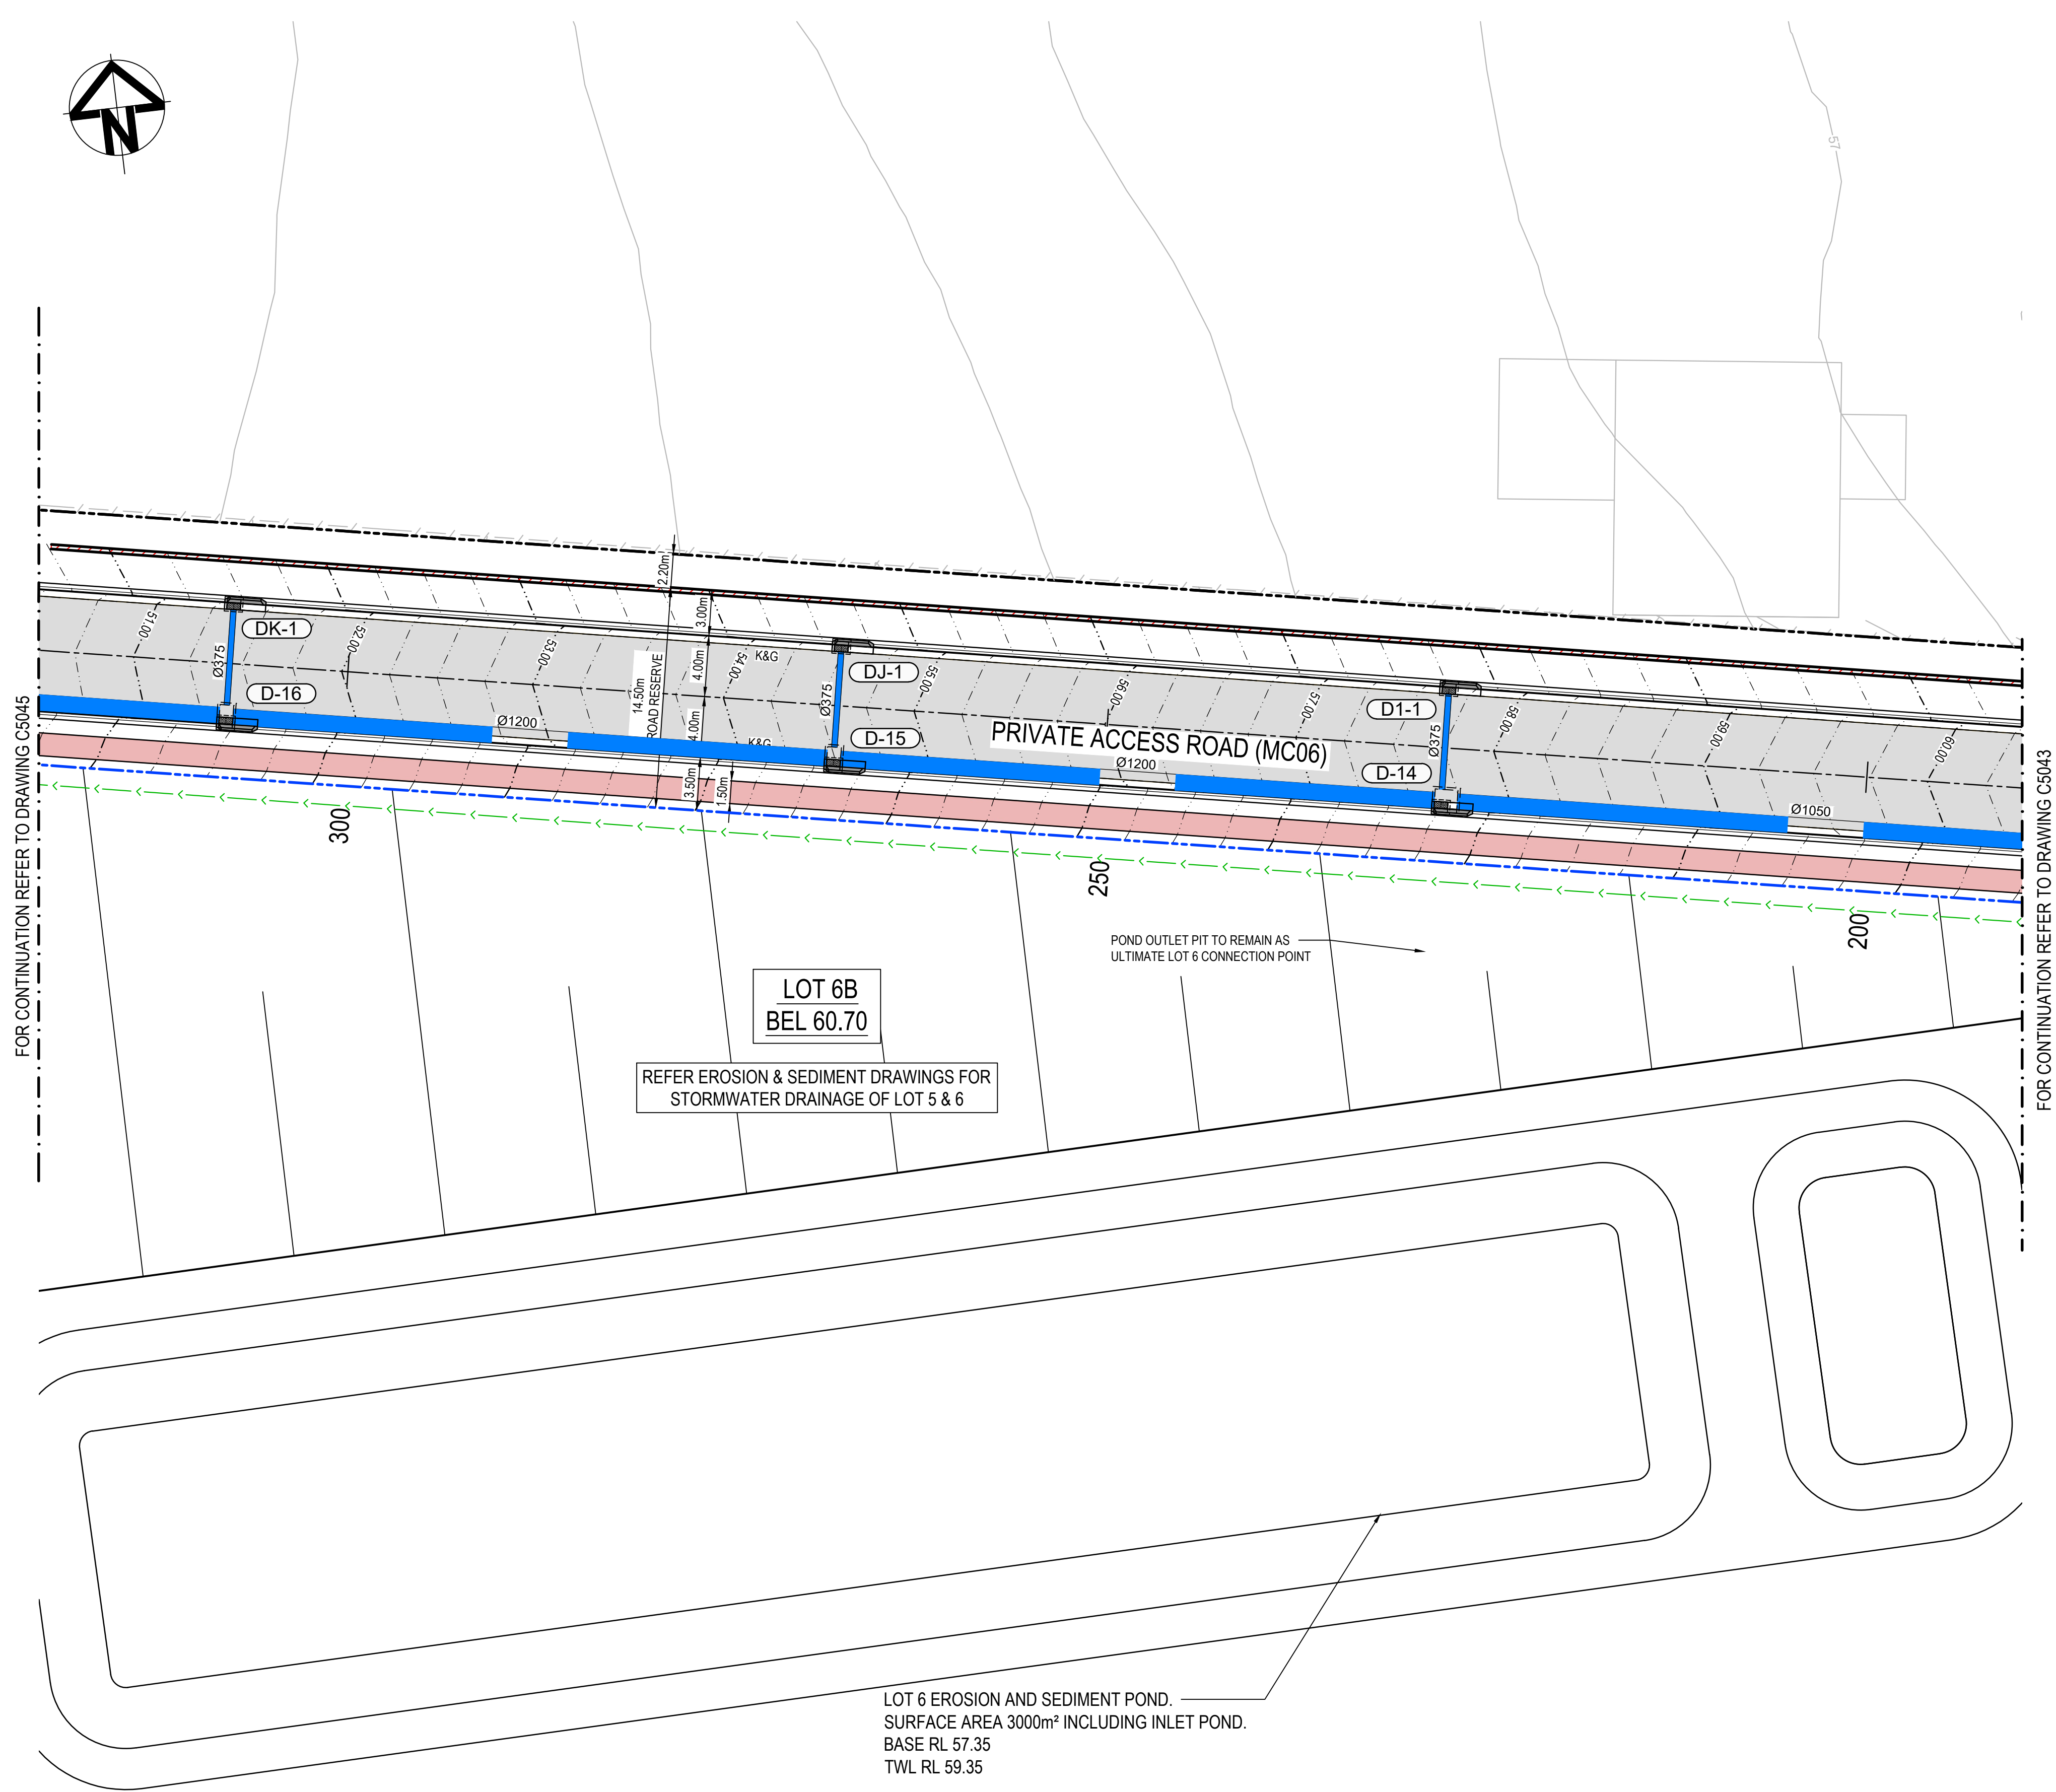 N
57
FOR CONTINUATION REFER TO DRAWING C5045
FOR CONTINUATION REFER TO DRAWING C5043
2.20m
3.00m
14.50m
ROAD RESERVE
4.00m
4.00m
3.50m
1.50m
K&G
K&G
51.00
52.00
53.00
54.00
55.00
56.00
57.00
58.00
59.00
60.00
DK-1
Ø375
D-16
Ø1200
DJ-1
Ø375
D-15
PRIVATE ACCESS ROAD (MC06)
Ø1200
D1-1
Ø375
D-14
Ø1050
300
250
200
POND OUTLET PIT TO REMAIN AS
ULTIMATE LOT 6 CONNECTION POINT
LOT 6B
BEL 60.70
REFER EROSION & SEDIMENT DRAWINGS FOR
STORMWATER DRAINAGE OF LOT 5 & 6
LOT 6 EROSION AND SEDIMENT POND.
SURFACE AREA 3000m² INCLUDING INLET POND.
BASE RL 57.35
TWL RL 59.35